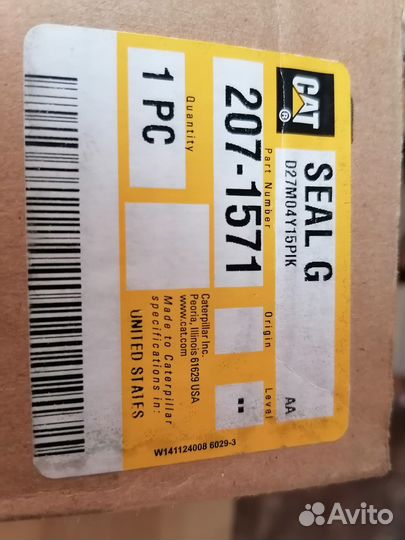 CAT
®
SEAL G
D27M04Y15PIK
AA
Part Number
Origin
Level
207-1571
Quantity
1 PC
Caterpillar Inc.
Peoria, Illinois 61629 USA
www.cat.com
Made to Caterpillar
specifications in:
UNITED STATES
W141124008 6029-3
Avito